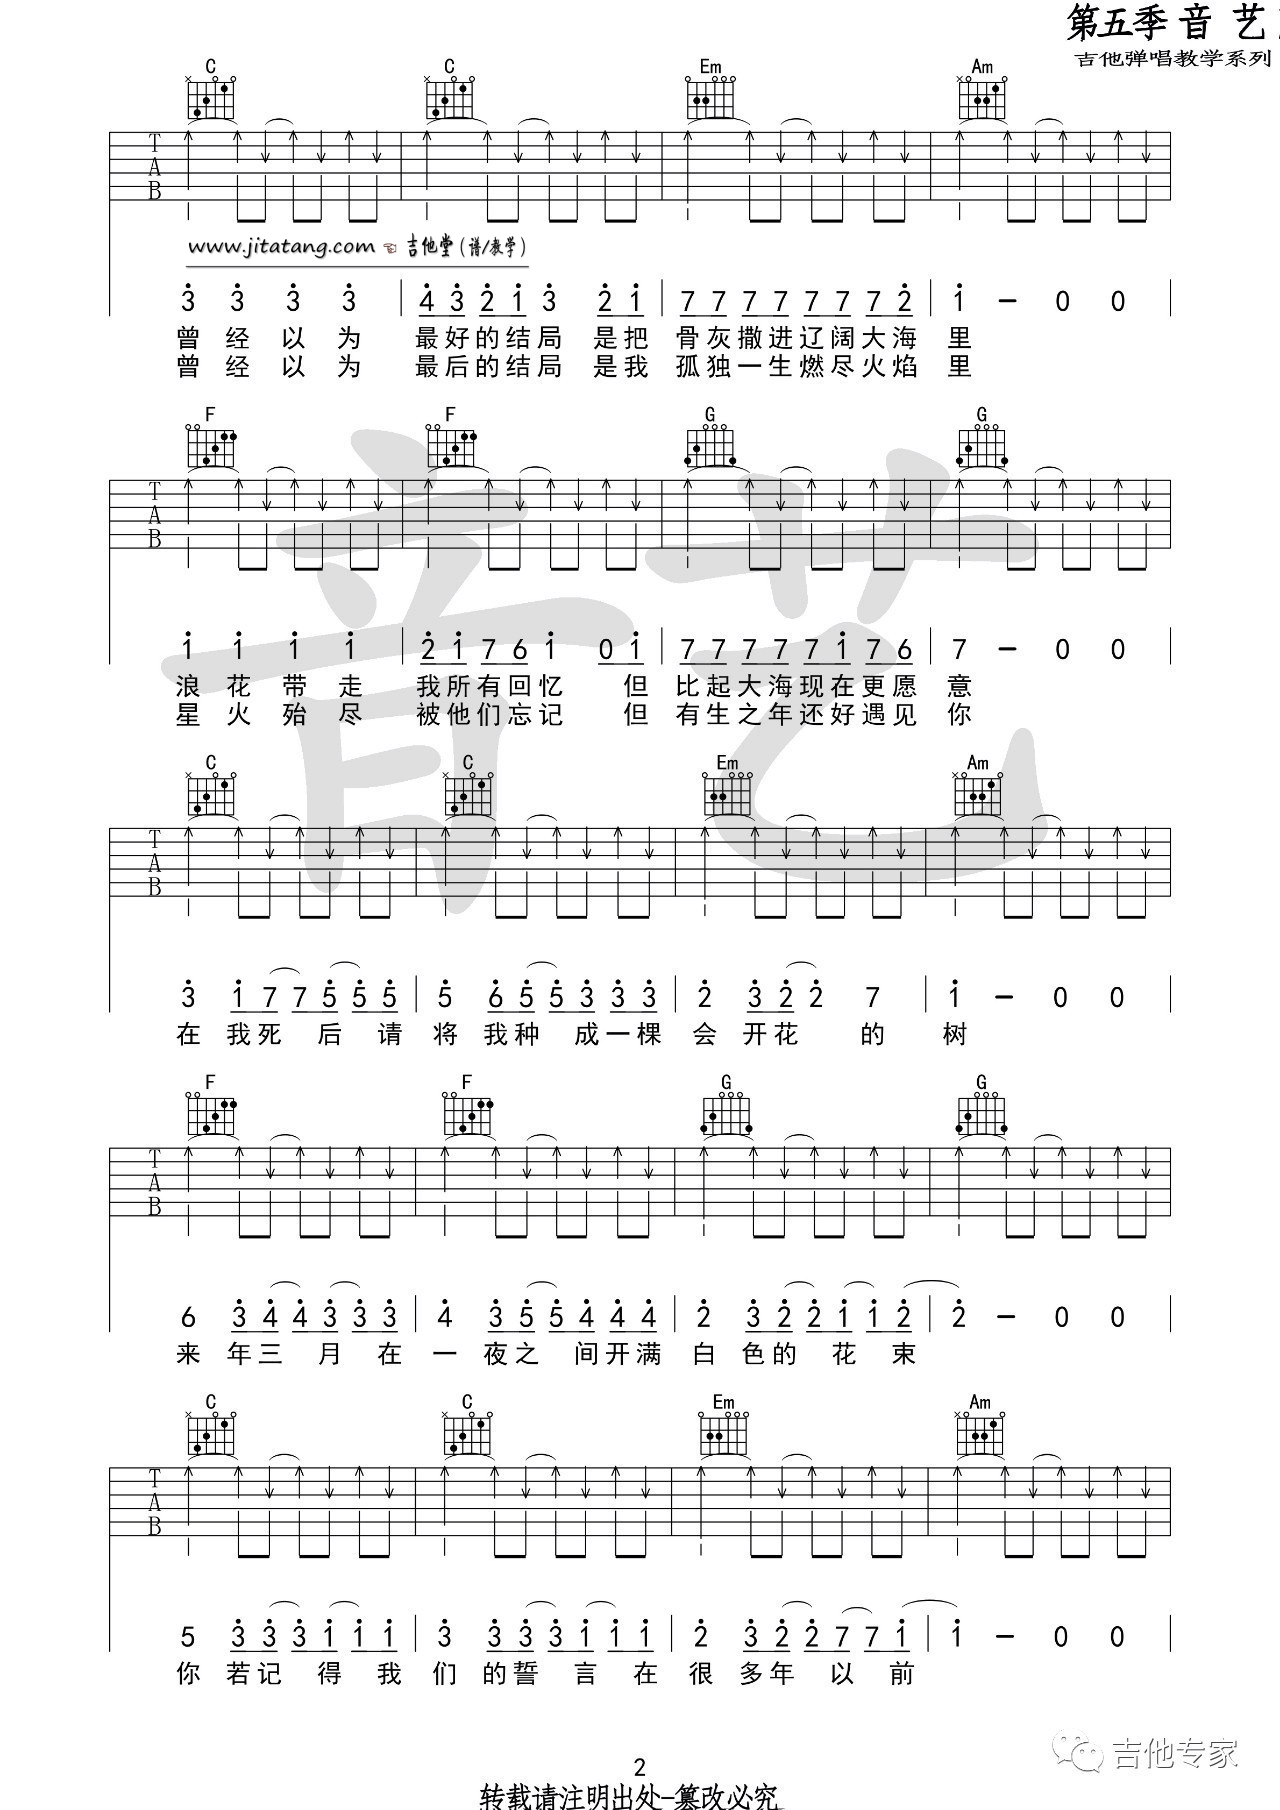 第五季音艺
吉他弹唱教学系列
C C Em Am
T
A
B
www.jitatang.com ☜ 吉他堂(谱/教学)
3 3 3 3 | 4 3 2 1 3 2 1 | 7 7 7 7 7 7 7 2 | 1 – 0 0
曾经以为 最好的结局 是把 骨灰撒进辽阔大海 里
曾经以为 最后的结局 是我 孤独一生燃尽火焰 里
F F G G
T
A
B
1 1 1 1 | 2 1 7 6 1 0 1 | 7 7 7 7 7 1 7 6 | 7 – 0 0
浪花带走 我所有回忆 但 比起大海现在更愿 意
星火殆尽 被他们忘记 但 有生之年还好遇见 你
音艺
C C Em Am
T
A
B
3 1 7 7 5 5 5 | 5 6 5 5 3 3 3 | 2 3 2 2 7 | 1 – 0 0
在 我死 后 请 将 我种 成一棵 会 开花 的 树
F F G G
T
A
B
6 3 4 4 3 3 3 | 4 3 5 5 4 4 4 | 2 3 2 2 1 1 2 | 2 – 0 0
来 年三 月 在 一 夜之 间开满 白 色的 花 束
C C Em Am
T
A
B
5 3 3 3 1 1 1 | 3 3 3 3 1 1 1 | 2 3 2 2 7 7 1 | 1 – 0 0
你 若记 得 我 们 的誓 言 在 很 多年 以 前
吉他专家
2
转载请注明出处-篡改必究